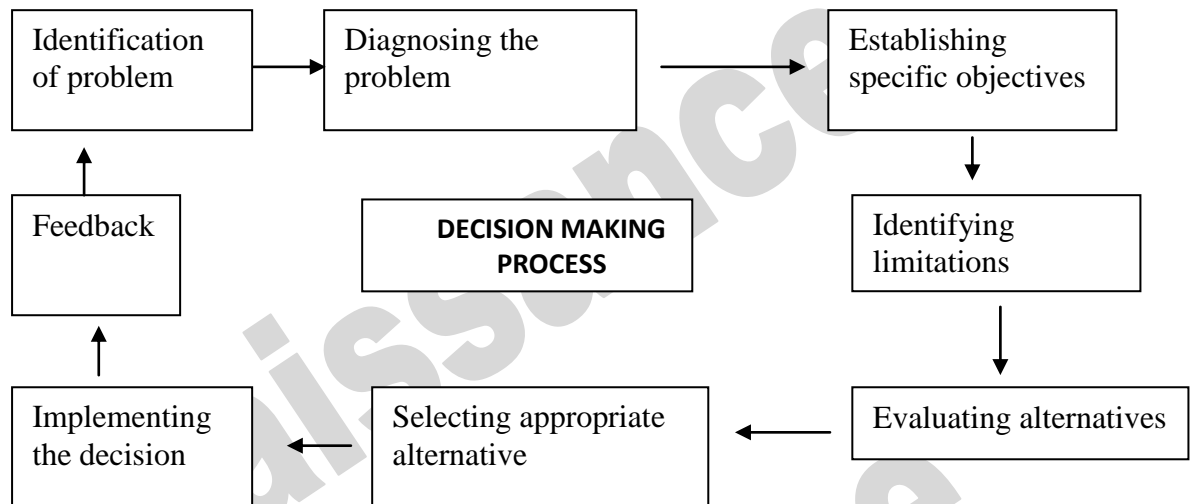 Identification
of problem
Diagnosing the
problem
Establishing
specific objectives
Feedback
DECISION MAKING
PROCESS
Identifying
limitations
Implementing
the decision
Selecting appropriate
alternative
Evaluating alternatives